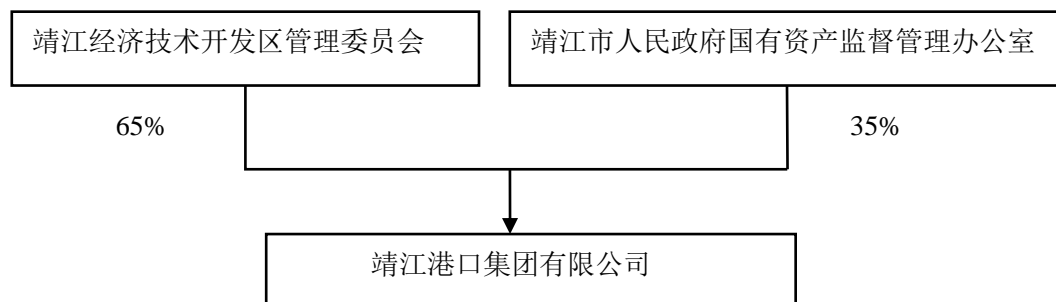 靖江经济技术开发区管理委员会
靖江市人民政府国有资产监督管理办公室
65%
35%
靖江港口集团有限公司